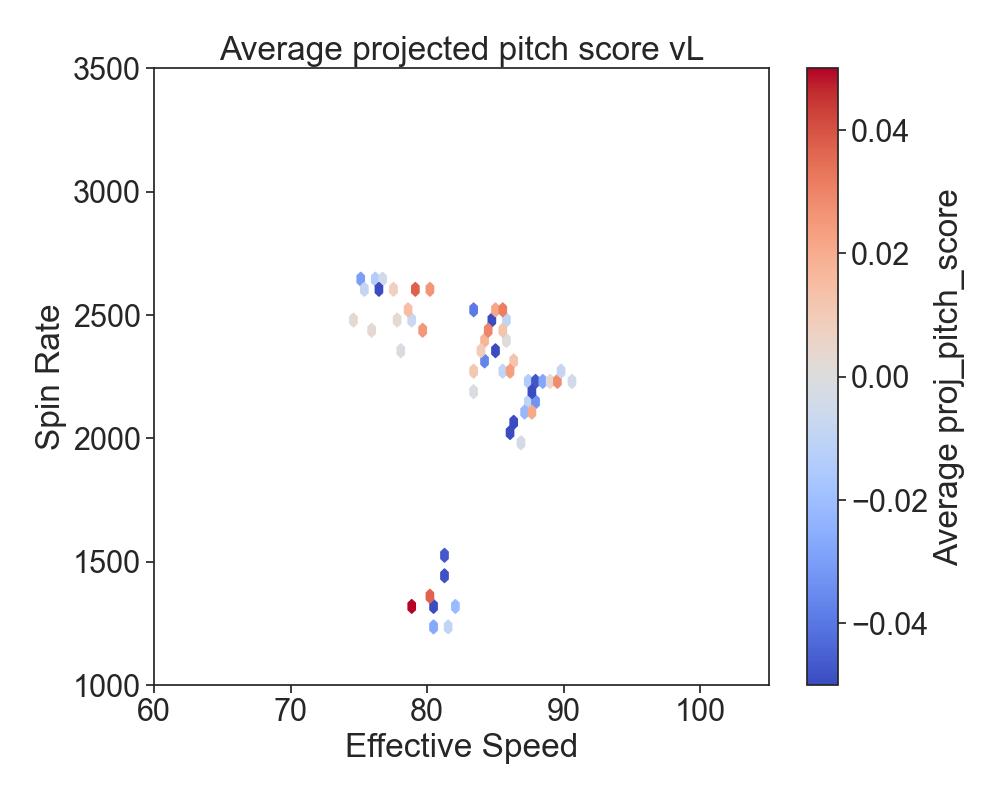 Average projected pitch score vL
3500
3000
2500
2000
1500
1000
Spin Rate
60 70 80 90 100
Effective Speed
0.04
0.02
0.00
−0.02
−0.04
Average proj_pitch_score